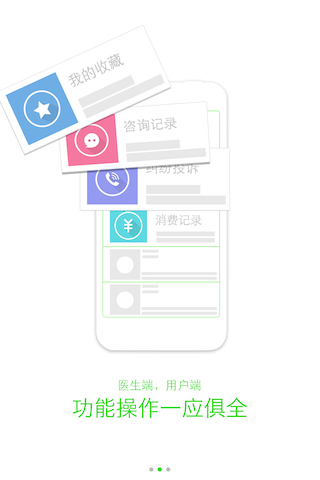 我的收藏
咨询记录
纠纷投诉
消费记录
医生端，用户端
功能操作一应俱全